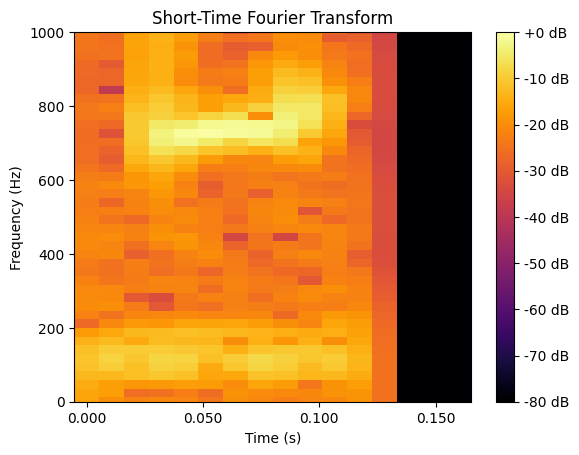 Short-Time Fourier Transform
1000
800
600
400
200
0
Frequency (Hz)
0.000 0.050 0.100 0.150
Time (s)
+0 dB
-10 dB
-20 dB
-30 dB
-40 dB
-50 dB
-60 dB
-70 dB
-80 dB